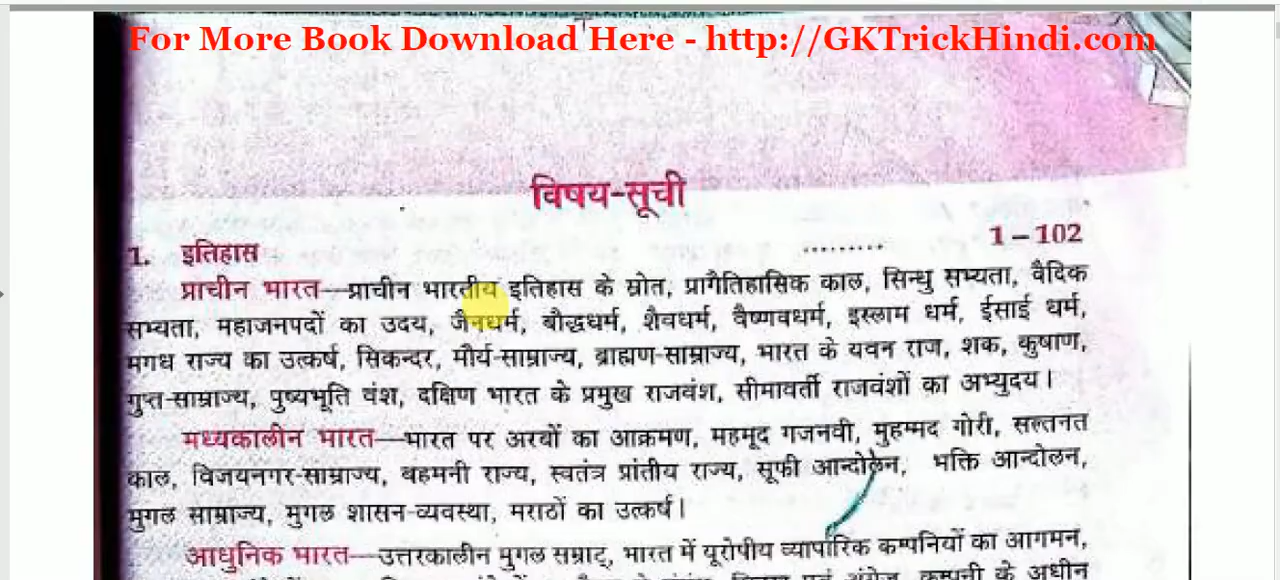 For More Book Download Here - http://GKTrickHindi.com
विषय-सूची
1. इतिहास ......... 1 – 102
प्राचीन भारत—प्राचीन भारतीय इतिहास के स्रोत, प्रागैतिहासिक काल, सिन्धु सभ्यता, वैदिक
सभ्यता, महाजनपदों का उदय, जैनधर्म, बौद्धधर्म, शैवधर्म, वैष्णवधर्म, इस्लाम धर्म, ईसाई धर्म,
मगध राज्य का उत्कर्ष, सिकन्दर, मौर्य-साम्राज्य, ब्राह्मण-साम्राज्य, भारत के यवन राज, शक, कुषाण,
गुप्त-साम्राज्य, पुष्यभूति वंश, दक्षिण भारत के प्रमुख राजवंश, सीमावर्ती राजवंशों का अभ्युदय।
मध्यकालीन भारत—भारत पर अरबों का आक्रमण, महमूद गजनवी, मुहम्मद गोरी, सल्तनत
काल, विजयनगर-साम्राज्य, बहमनी राज्य, स्वतंत्र प्रांतीय राज्य, सूफी आन्दोलन, भक्ति आन्दोलन,
मुगल साम्राज्य, मुगल शासन-व्यवस्था, मराठों का उत्कर्ष।
आधुनिक भारत—उत्तरकालीन मुगल सम्राट्, भारत में यूरोपीय व्यापारिक कम्पनियों का आगमन,
कम्पनी के अधीन